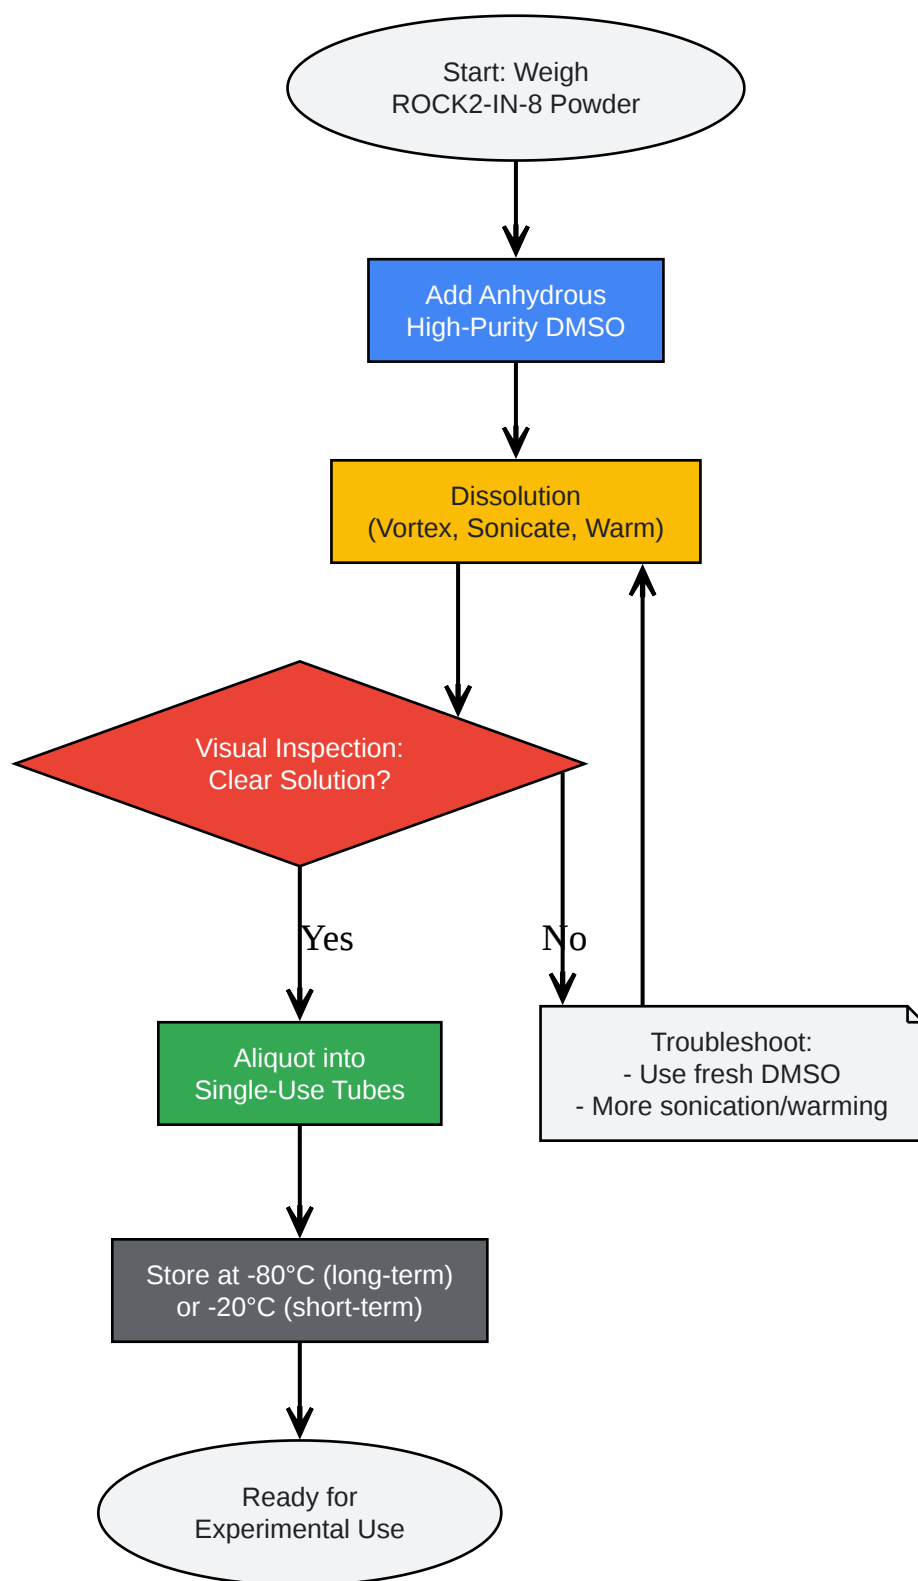 Start: Weigh
ROCK2-IN-8 Powder
Add Anhydrous
High-Purity DMSO
Dissolution
(Vortex, Sonicate, Warm)
Visual Inspection:
Clear Solution?
Yes
No
Aliquot into
Single-Use Tubes
Troubleshoot:
- Use fresh DMSO
- More sonication/warming
Store at -80°C (long-term)
or -20°C (short-term)
Ready for
Experimental Use